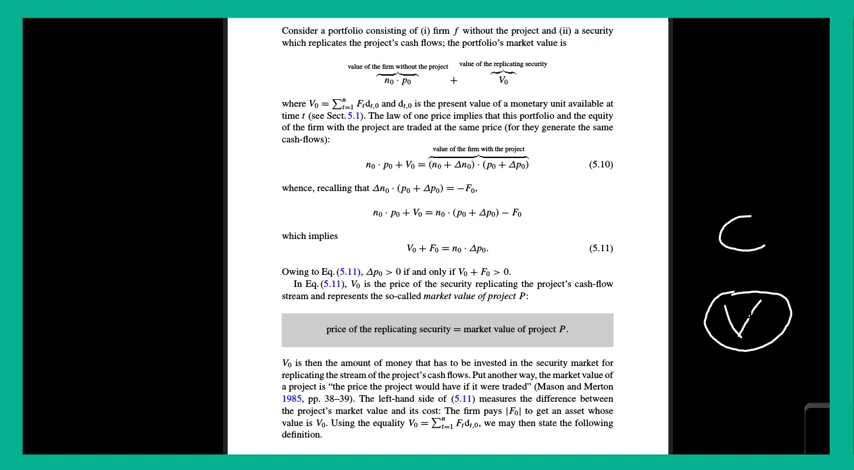 Consider a portfolio consisting of (i) firm f without the project and (ii) a security
which replicates the project's cash flows; the portfolio's market value is
value of the firm without the project value of the replicating security
n₀ · p₀ + V₀
where V₀ = ∑ⁿₜ₌₁ Fₜdₜ,₀ and dₜ,₀ is the present value of a monetary unit available at
time t (see Sect. 5.1). The law of one price implies that this portfolio and the equity
of the firm with the project are traded at the same price (for they generate the same
cash-flows):
value of the firm with the project
n₀ · p₀ + V₀ = (n₀ + Δn₀) · (p₀ + Δp₀) (5.10)
whence, recalling that Δn₀ · (p₀ + Δp₀) = −F₀,
n₀ · p₀ + V₀ = n₀ · (p₀ + Δp₀) − F₀
which implies
V₀ + F₀ = n₀ · Δp₀. (5.11)
Owing to Eq. (5.11), Δp₀ > 0 if and only if V₀ + F₀ > 0.
In Eq. (5.11), V₀ is the price of the security replicating the project's cash-flow
stream and represents the so-called market value of project P:
price of the replicating security = market value of project P.
V₀ is then the amount of money that has to be invested in the security market for
replicating the stream of the project's cash flows. Put another way, the market value of
a project is “the price the project would have if it were traded” (Mason and Merton
1985, pp. 38–39). The left-hand side of (5.11) measures the difference between
the project's market value and its cost: The firm pays |F₀| to get an asset whose
value is V₀. Using the equality V₀ = ∑ⁿₜ₌₁ Fₜdₜ,₀, we may then state the following
definition.
C
V